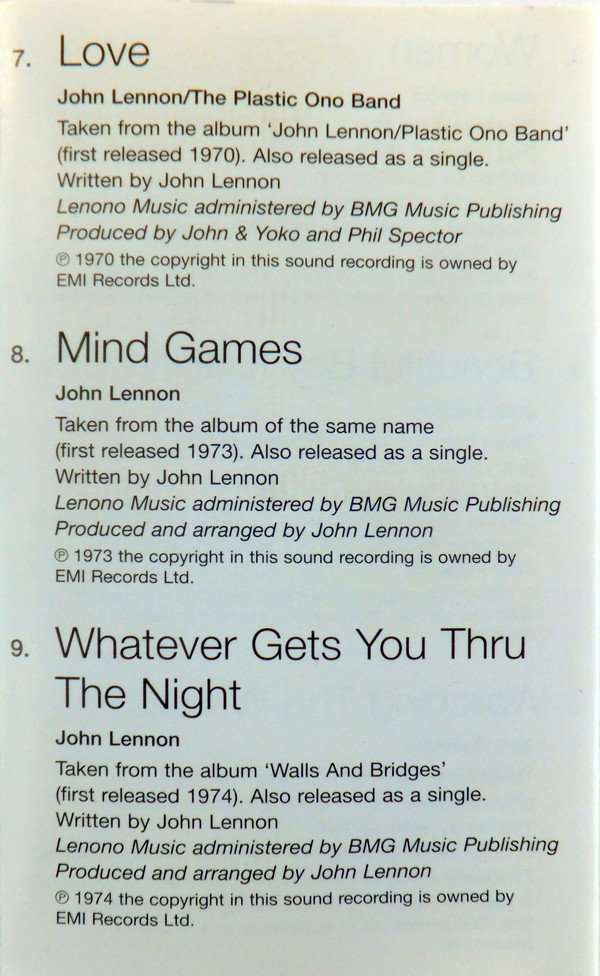 7. Love
John Lennon/The Plastic Ono Band
Taken from the album ‘John Lennon/Plastic Ono Band’
(first released 1970). Also released as a single.
Written by John Lennon
Lenono Music administered by BMG Music Publishing
Produced by John & Yoko and Phil Spector
℗ 1970 the copyright in this sound recording is owned by
EMI Records Ltd.
8. Mind Games
John Lennon
Taken from the album of the same name
(first released 1973). Also released as a single.
Written by John Lennon
Lenono Music administered by BMG Music Publishing
Produced and arranged by John Lennon
℗ 1973 the copyright in this sound recording is owned by
EMI Records Ltd.
9. Whatever Gets You Thru
The Night
John Lennon
Taken from the album ‘Walls And Bridges’
(first released 1974). Also released as a single.
Written by John Lennon
Lenono Music administered by BMG Music Publishing
Produced and arranged by John Lennon
℗ 1974 the copyright in this sound recording is owned by
EMI Records Ltd.